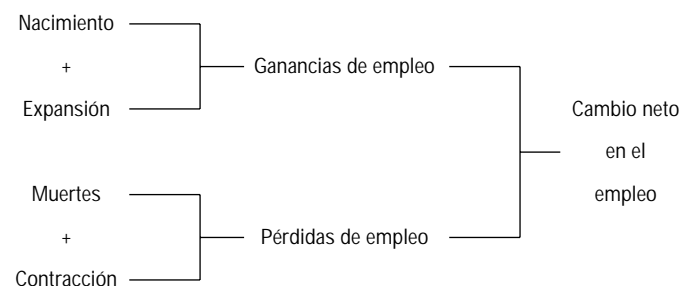 Nacimiento
+
Expansión
Ganancias de empleo
Muertes
+
Contracción
Pérdidas de empleo
Cambio neto
en el
empleo